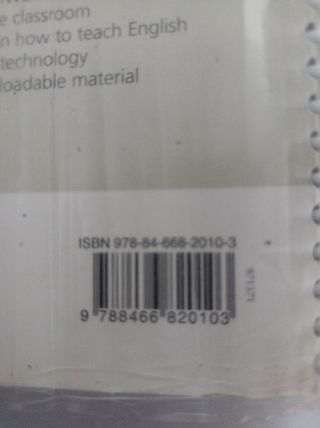 e classroom
n how to teach English
technology
loadable material
ISBN 978-84-668-2010-3
9 788466 820103